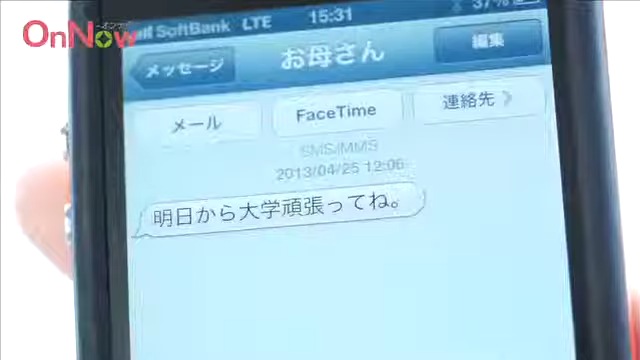 OnNow
SoftBank LTE 15:31 37%
メッセージ お母さん 編集
メール FaceTime 連絡先
SMS/MMS
2013/04/25 12:06
明日から大学頑張ってね。